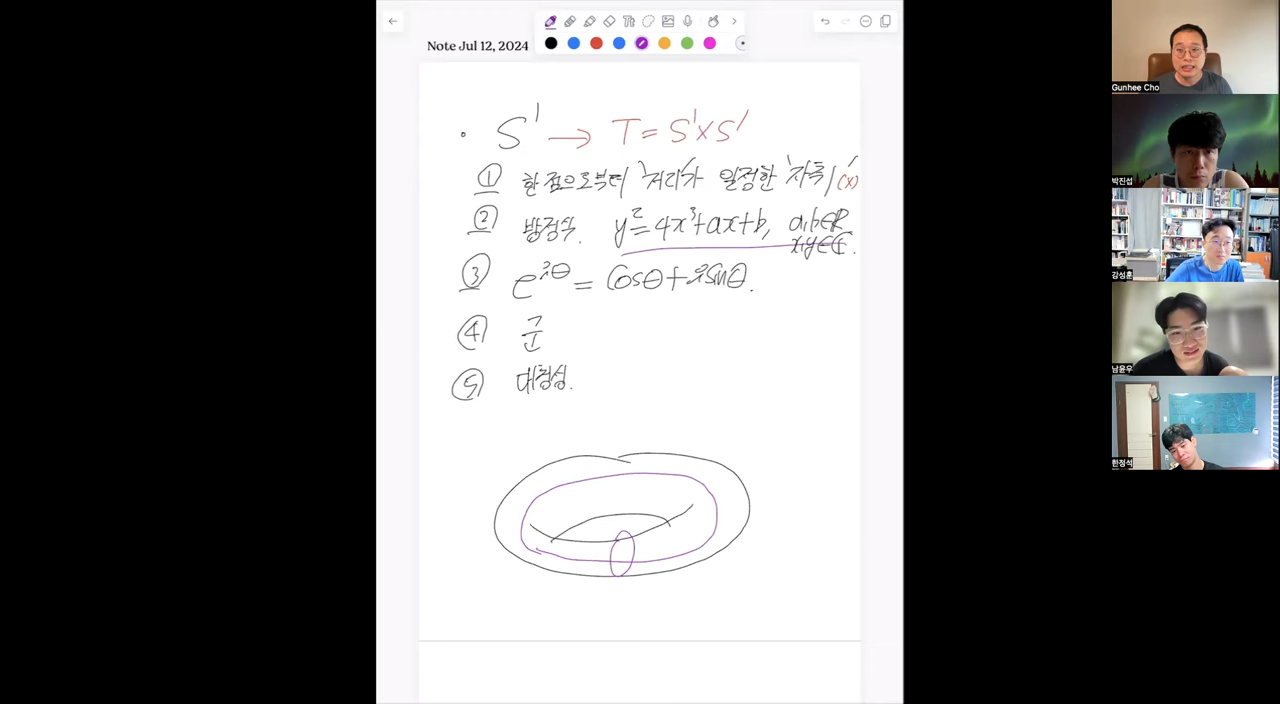 Note Jul 12, 2024
Tt
· S¹ → T = S¹×S¹
① 한 점으로부터 '거리'가 일정한 '자취' (x)
② 방정식. y² = 4x³+ax+b, a,b∈R
x,y∈C.
③ e^{iθ} = cosθ + i sinθ.
④ 군
⑤ 대칭성.
Gunhee Cho
박진섭
강성훈
남윤우
한정석